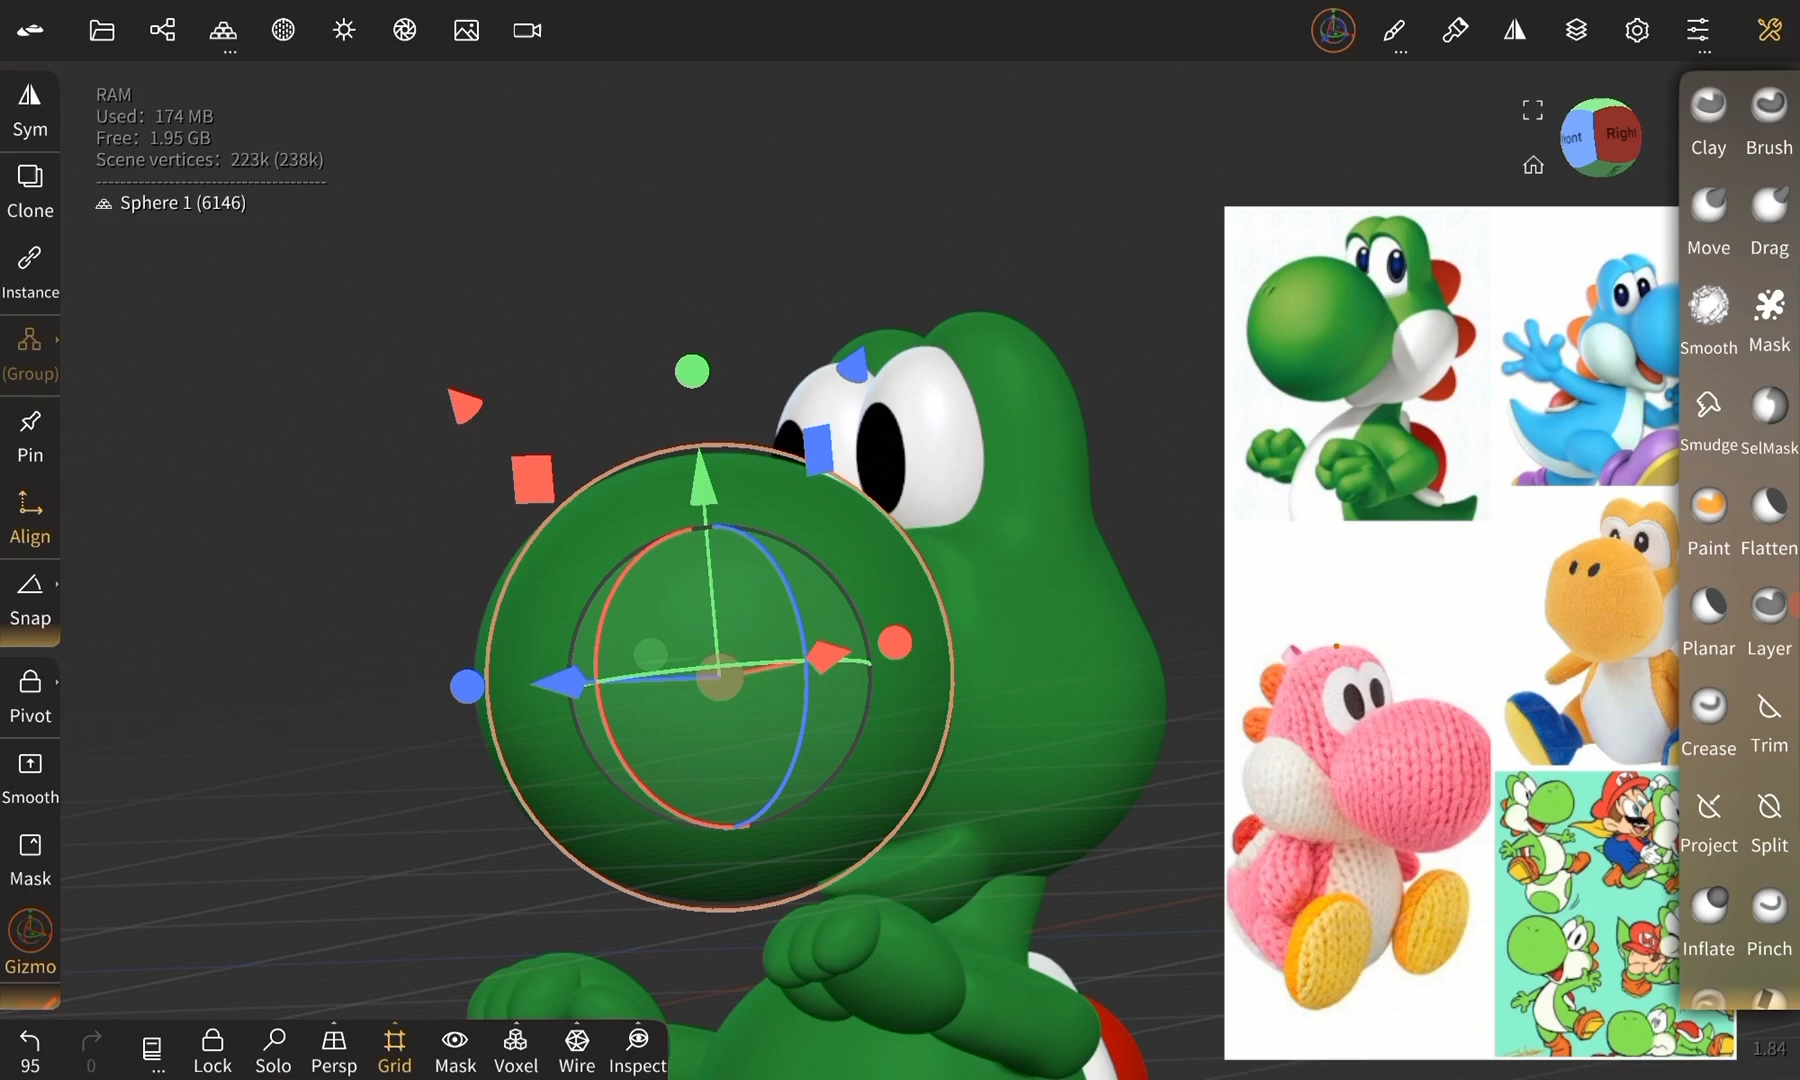 Sym
Clone
Instance
(Group)
Pin
Align
Snap
Pivot
Smooth
Mask
Gizmo
RAM
Used: 174 MB
Free: 1.95 GB
Scene vertices: 223k (238k)
Sphere 1 (6146)
ront Right
Clay Brush
Move Drag
Smooth Mask
Smudge SelMask
Paint Flatten
Planar Layer
Crease Trim
Project Split
Inflate Pinch
1.84
95 0 ... Lock Solo Persp Grid Mask Voxel Wire Inspect